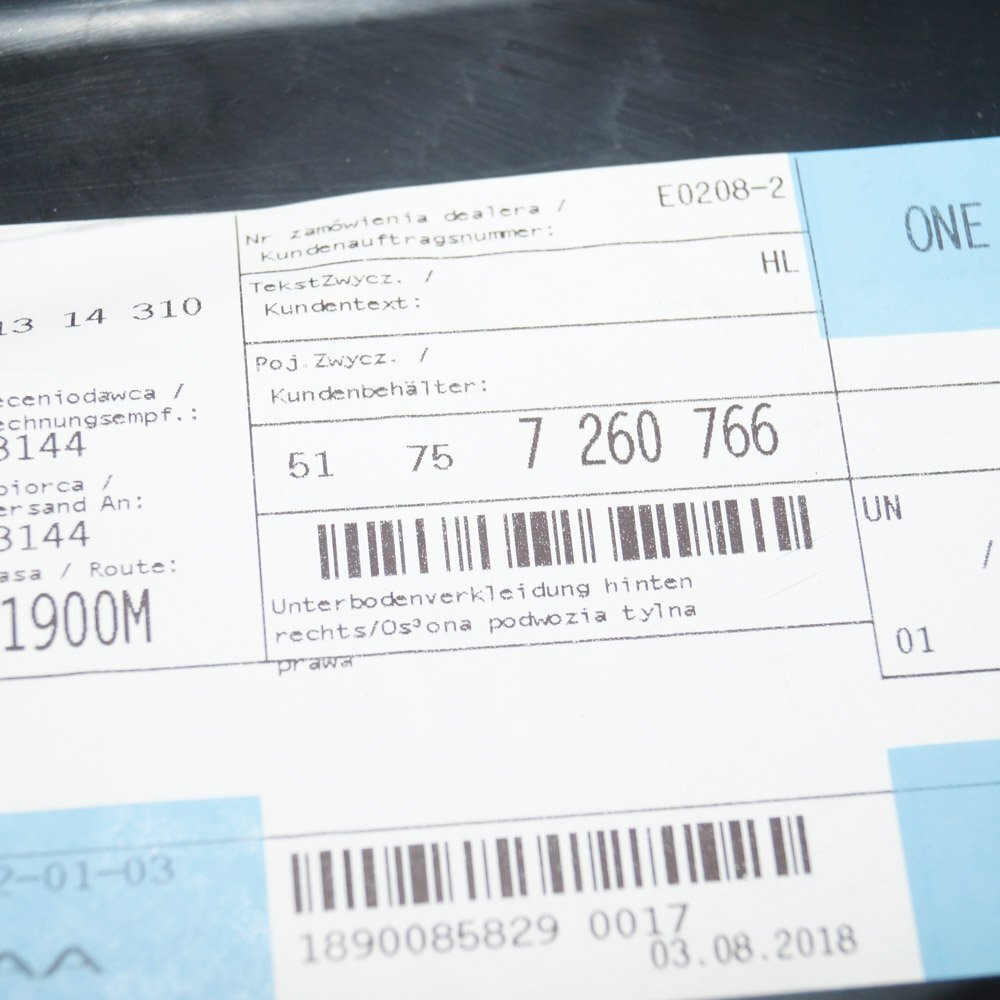 Nr zamówienia dealera /
Kundenauftragsnummer:
E0208-2
ONE
TekstZwycz. /
Kundentext:
HL
13 14 310
Poj.Zwycz. /
Kundenbehälter:
eceniodawca /
echnungsempf.:
3144
51 75 7 260 766
biorca /
ersand An:
3144
UN
/
asa / Route:
1900M
Unterbodenverkleidung hinten
rechts/Os³ona podwozia tylna
prawa
01
2-01-03
AA
1890085829 0017
03.08.2018